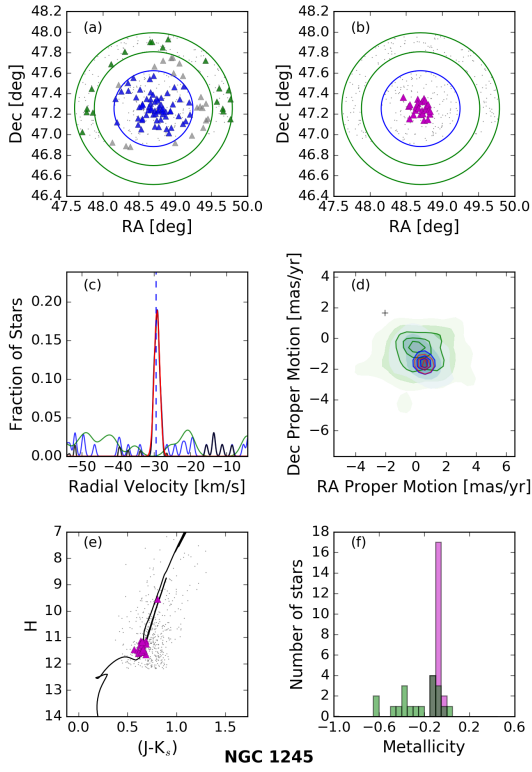 (a)
48.2
48.0
47.8
47.6
47.4
47.2
47.0
46.8
46.6
46.4
Dec [deg]
47.5 48.0 48.5 49.0 49.5 50.0
RA [deg]
(b)
48.2
48.0
47.8
47.6
47.4
47.2
47.0
46.8
46.6
46.4
Dec [deg]
47.5 48.0 48.5 49.0 49.5 50.0
RA [deg]
(c)
0.20
0.15
0.10
0.05
0.00
Fraction of Stars
−50 −40 −30 −20 −10
Radial Velocity [km/s]
(d)
4
2
0
−2
−4
−6
Dec Proper Motion [mas/yr]
−4 −2 0 2 4 6
RA Proper Motion [mas/yr]
(e)
7
8
9
10
11
12
13
14
H
0.0 0.5 1.0 1.5
(J-Ks)
(f)
18
16
14
12
10
8
6
4
2
0
Number of stars
−1.0 −0.6 −0.2 0.2 0.6
Metallicity
NGC 1245